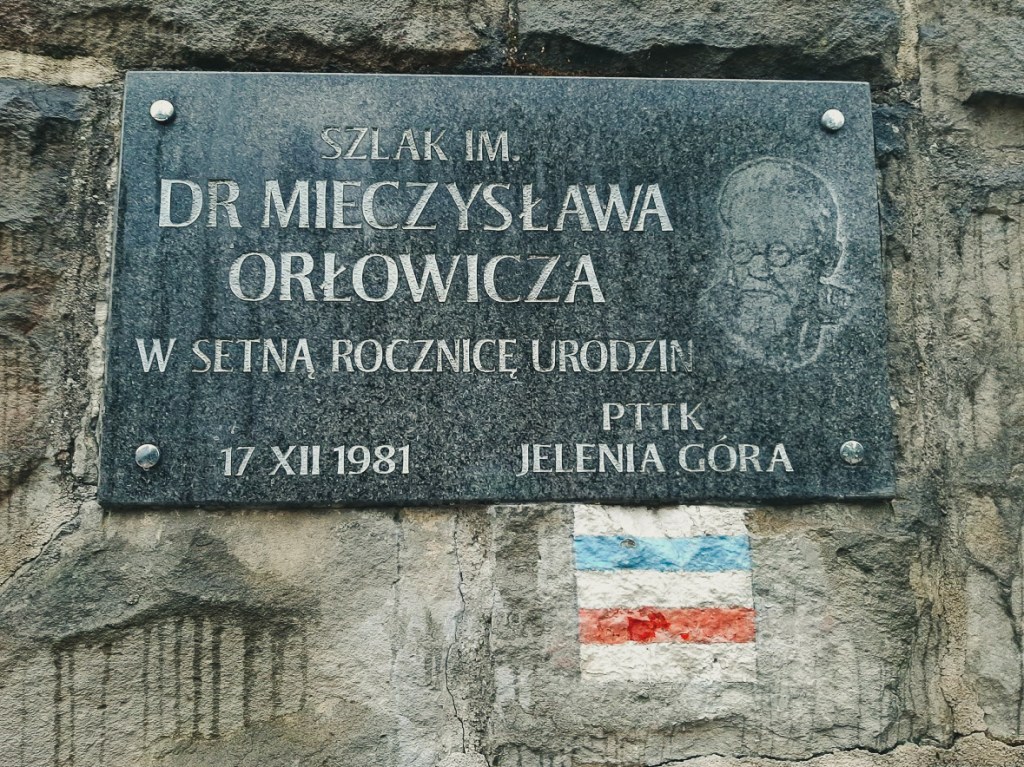 SZLAK IM.
DR MIECZYSŁAWA
ORŁOWICZA
W SETNĄ ROCZNICĘ URODZIN
17 XII 1981
PTTK
JELENIA GÓRA